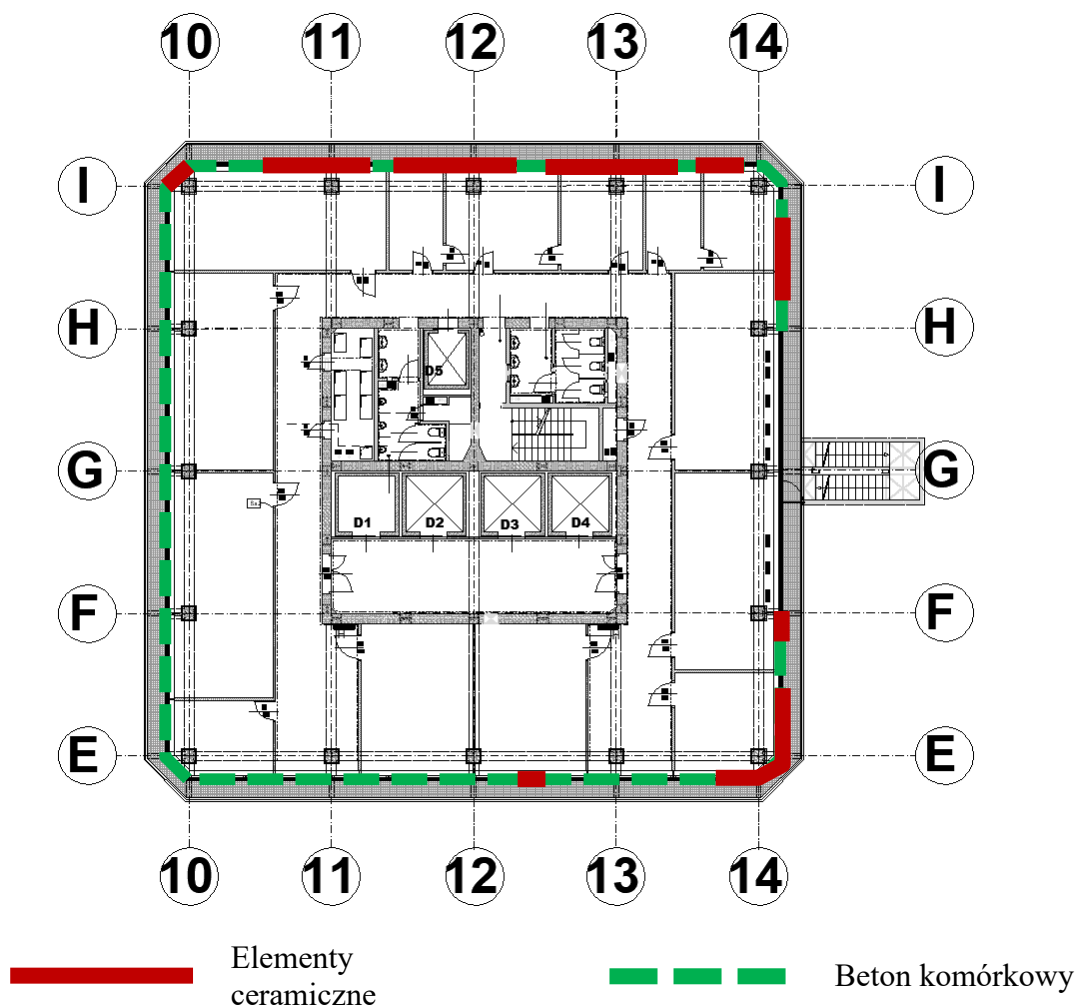 10 11 12 13 14
I I
H H
D5
G G
D1 D2 D3 D4
F F
E E
10 11 12 13 14
Elementy
ceramiczne
Beton komórkowy